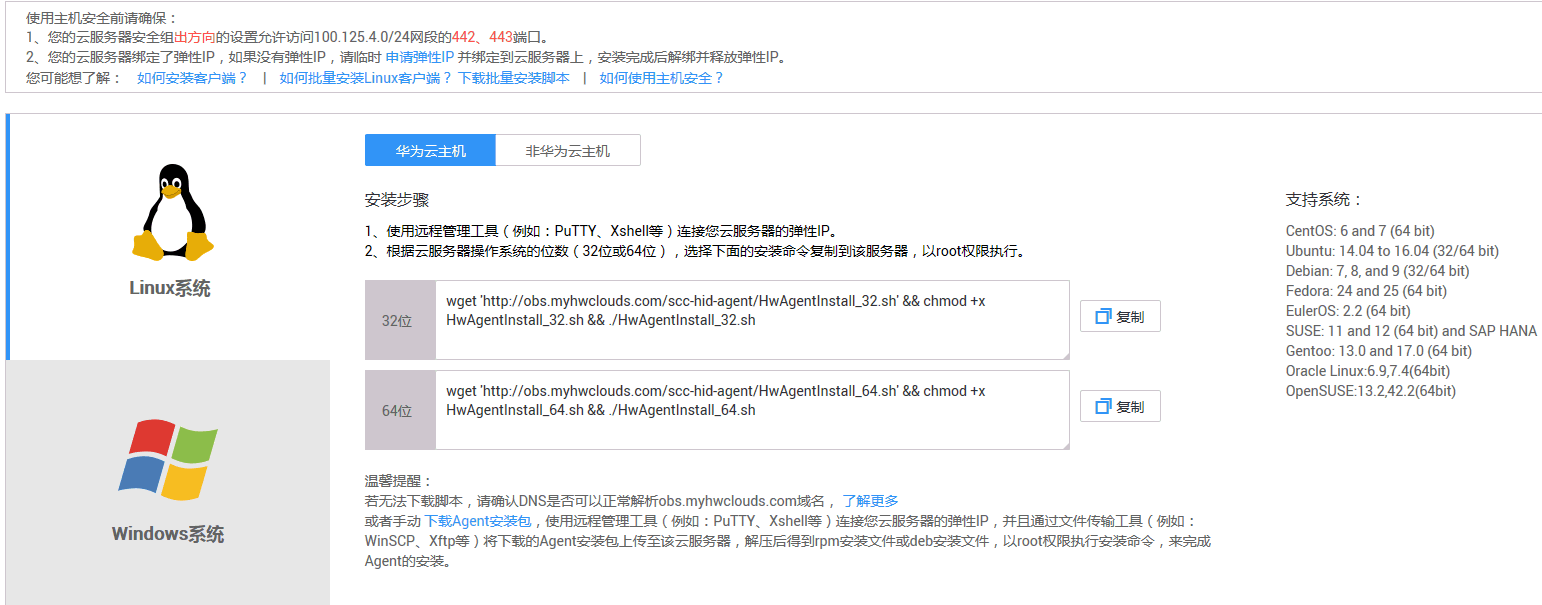 使用主机安全前请确保：
1、您的云服务器安全组出方向的设置允许访问100.125.4.0/24网段的442、443端口。
2、您的云服务器绑定了弹性IP，如果没有弹性IP，请临时 申请弹性IP 并绑定到云服务器上，安装完成后解绑并释放弹性IP。
您可能想了解： 如何安装客户端？ | 如何批量安装Linux客户端？ 下载批量安装脚本 | 如何使用主机安全？
华为云主机 非华为云主机
Linux系统
Windows系统
安装步骤
1、使用远程管理工具（例如：PuTTY、Xshell等）连接您云服务器的弹性IP。
2、根据云服务器操作系统的位数（32位或64位），选择下面的安装命令复制到该服务器，以root权限执行。
32位
wget 'http://obs.myhwclouds.com/scc-hid-agent/HwAgentInstall_32.sh' && chmod +x
HwAgentInstall_32.sh && ./HwAgentInstall_32.sh
复制
64位
wget 'http://obs.myhwclouds.com/scc-hid-agent/HwAgentInstall_64.sh' && chmod +x
HwAgentInstall_64.sh && ./HwAgentInstall_64.sh
复制
温馨提醒：
若无法下载脚本，请确认DNS是否可以正常解析obs.myhwclouds.com域名， 了解更多
或者手动 下载Agent安装包，使用远程管理工具（例如：PuTTY、Xshell等）连接您云服务器的弹性IP，并且通过文件传输工具（例如：
WinSCP、Xftp等）将下载的Agent安装包上传至该云服务器，解压后得到rpm安装文件或deb安装文件，以root权限执行安装命令，来完成
Agent的安装。
支持系统：
CentOS: 6 and 7 (64 bit)
Ubuntu: 14.04 to 16.04 (32/64 bit)
Debian: 7, 8, and 9 (32/64 bit)
Fedora: 24 and 25 (64 bit)
EulerOS: 2.2 (64 bit)
SUSE: 11 and 12 (64 bit) and SAP HANA
Gentoo: 13.0 and 17.0 (64 bit)
Oracle Linux:6.9,7.4(64bit)
OpenSUSE:13.2,42.2(64bit)